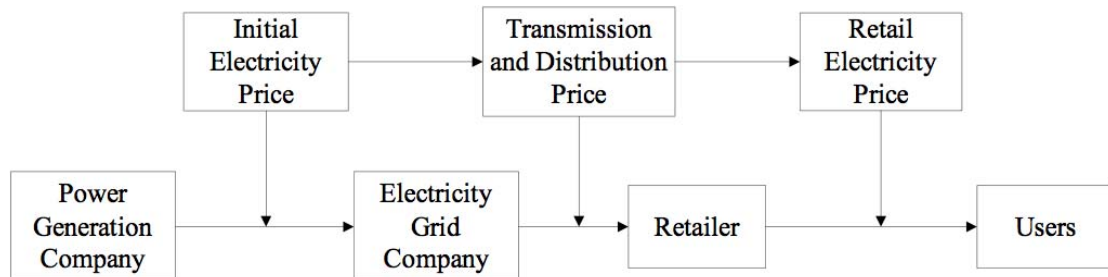 Initial
Electricity
Price
Transmission
and Distribution
Price
Retail
Electricity
Price
Power
Generation
Company
Electricity
Grid
Company
Retailer
Users